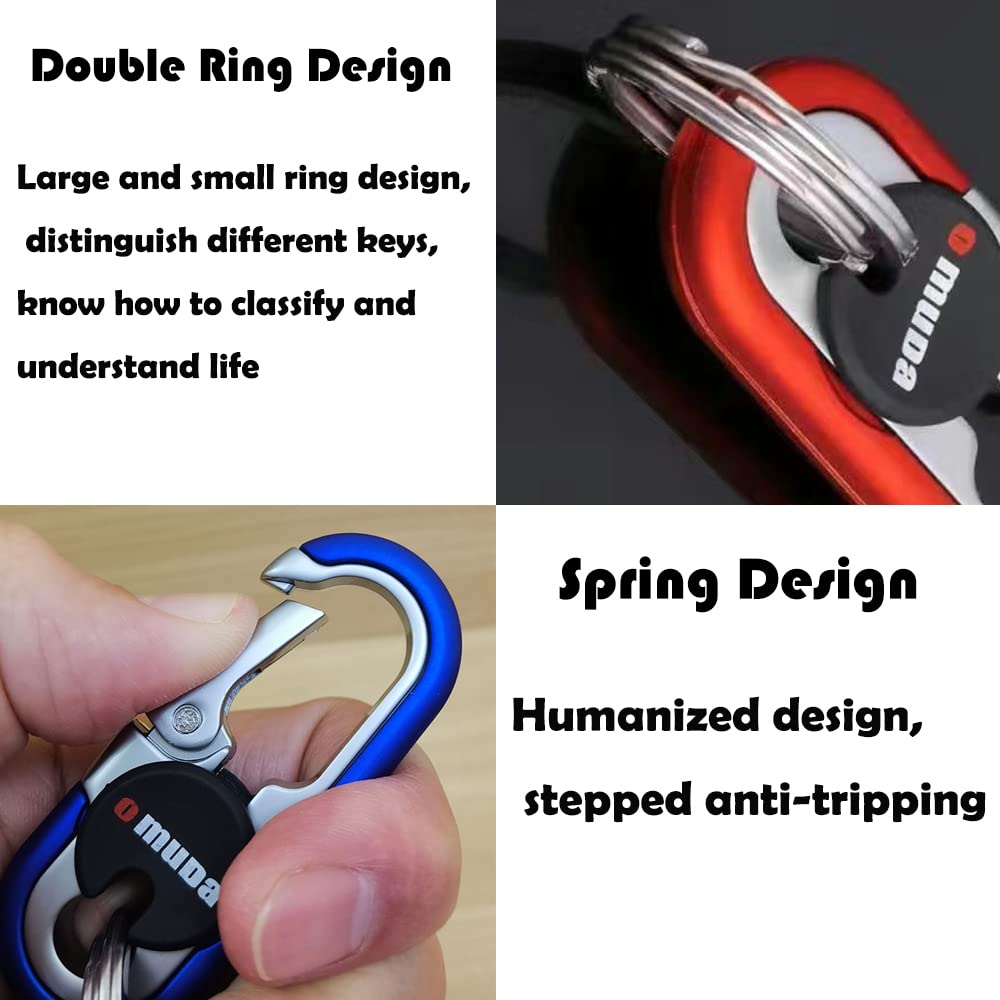 Double Ring Design
Large and small ring design,
distinguish different keys,
know how to classify and
understand life
Omuda
Omuda
Spring Design
Humanized design,
stepped anti-tripping